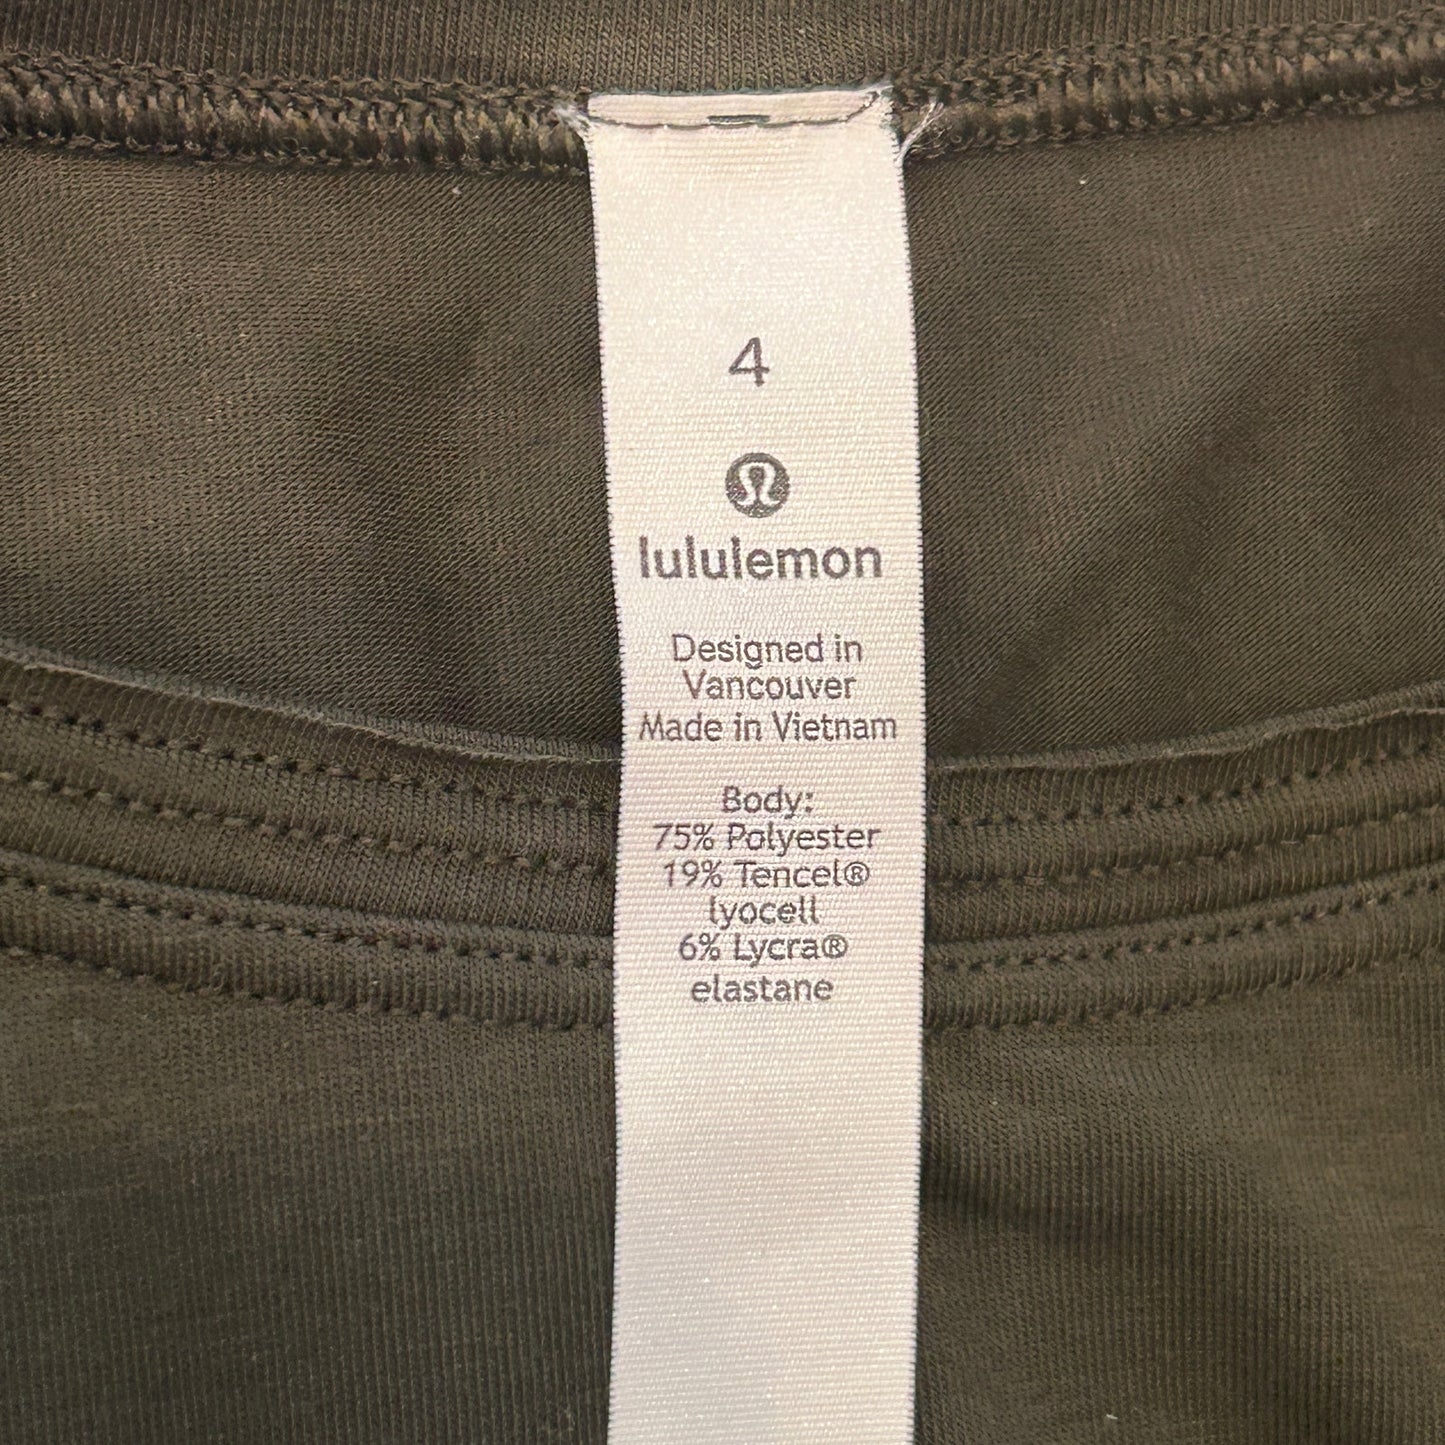 4
lululemon
Designed in
Vancouver
Made in Vietnam
Body:
75% Polyester
19% Tencel®
lyocell
6% Lycra®
elastane